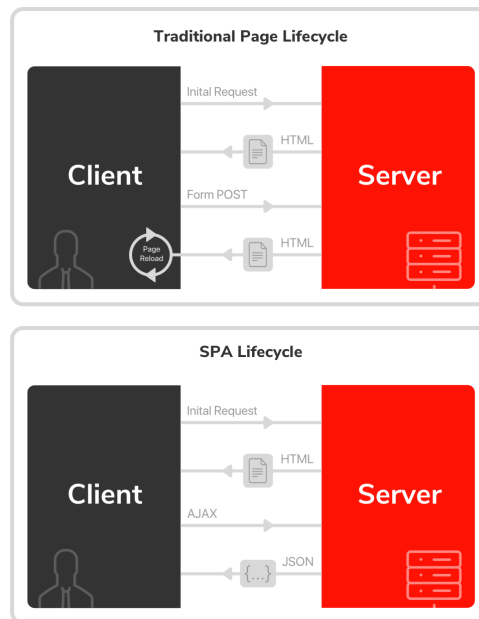 Traditional Page Lifecycle
Inital Request
HTML
Client
Server
Form POST
HTML
Page
Reload
SPA Lifecycle
Inital Request
HTML
Client
Server
AJAX
JSON
{...}